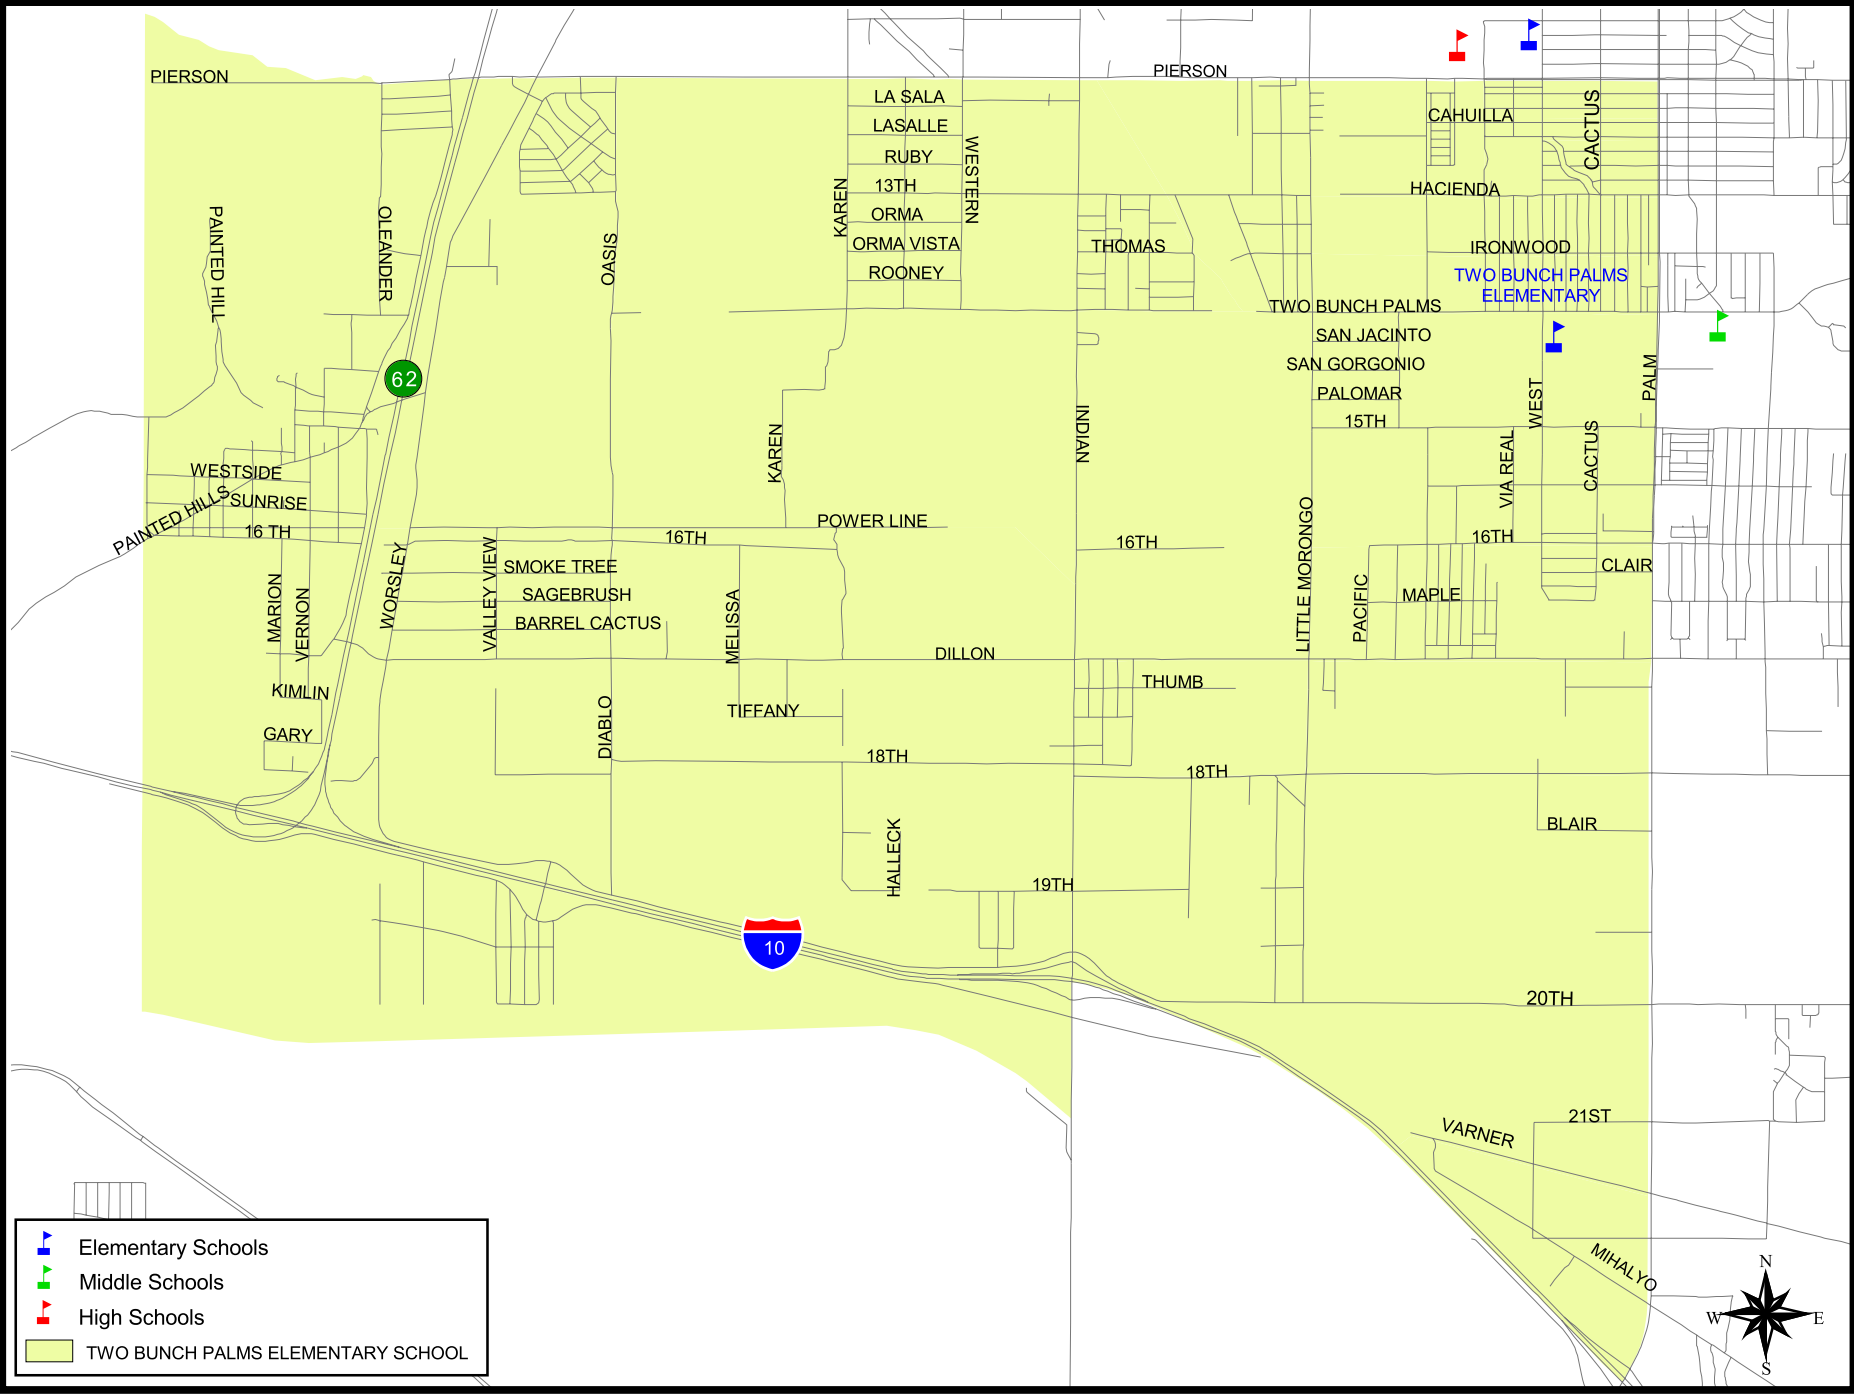 PIERSON
PIERSON
LA SALA
LASALLE
RUBY
13TH
ORMA
ORMA VISTA
ROONEY
KAREN
WESTERN
CAHUILLA
CACTUS
HACIENDA
THOMAS
IRONWOOD
TWO BUNCH PALMS
ELEMENTARY
PAINTED HILL
OLEANDER
OASIS
TWO BUNCH PALMS
SAN JACINTO
SAN GORGONIO
PALOMAR
15TH
62
KAREN
INDIAN
WEST
PALM
VIA REAL
CACTUS
WESTSIDE
SUNRISE
PAINTED HILLS
16 TH
POWER LINE
16TH
16TH
16TH
LITTLE MORONGO
CLAIR
MARION
VERNON
WORSLEY
VALLEY VIEW
SMOKE TREE
SAGEBRUSH
BARREL CACTUS
MELISSA
PACIFIC
MAPLE
DILLON
KIMLIN
GARY
DIABLO
TIFFANY
THUMB
18TH
18TH
BLAIR
HALLECK
19TH
10
20TH
21ST
VARNER
MIHALYO
Elementary Schools
Middle Schools
High Schools
TWO BUNCH PALMS ELEMENTARY SCHOOL
N
W
E
S